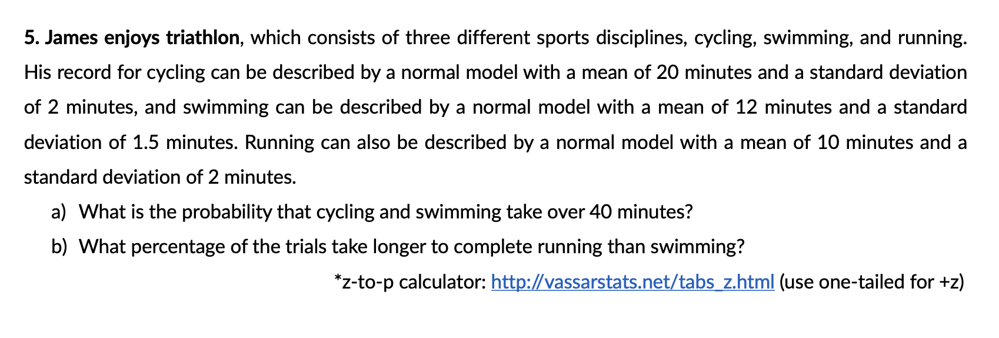 5. James enjoys triathlon, which consists of three different sports disciplines, cycling, swimming, and running.
His record for cycling can be described by a normal model with a mean of 20 minutes and a standard deviation
of 2 minutes, and swimming can be described by a normal model with a mean of 12 minutes and a standard
deviation of 1.5 minutes. Running can also be described by a normal model with a mean of 10 minutes and a
standard deviation of 2 minutes.
a) What is the probability that cycling and swimming take over 40 minutes?
b) What percentage of the trials take longer to complete running than swimming?
*z-to-p calculator: http://vassarstats.net/tabs_z.html (use one-tailed for +z)